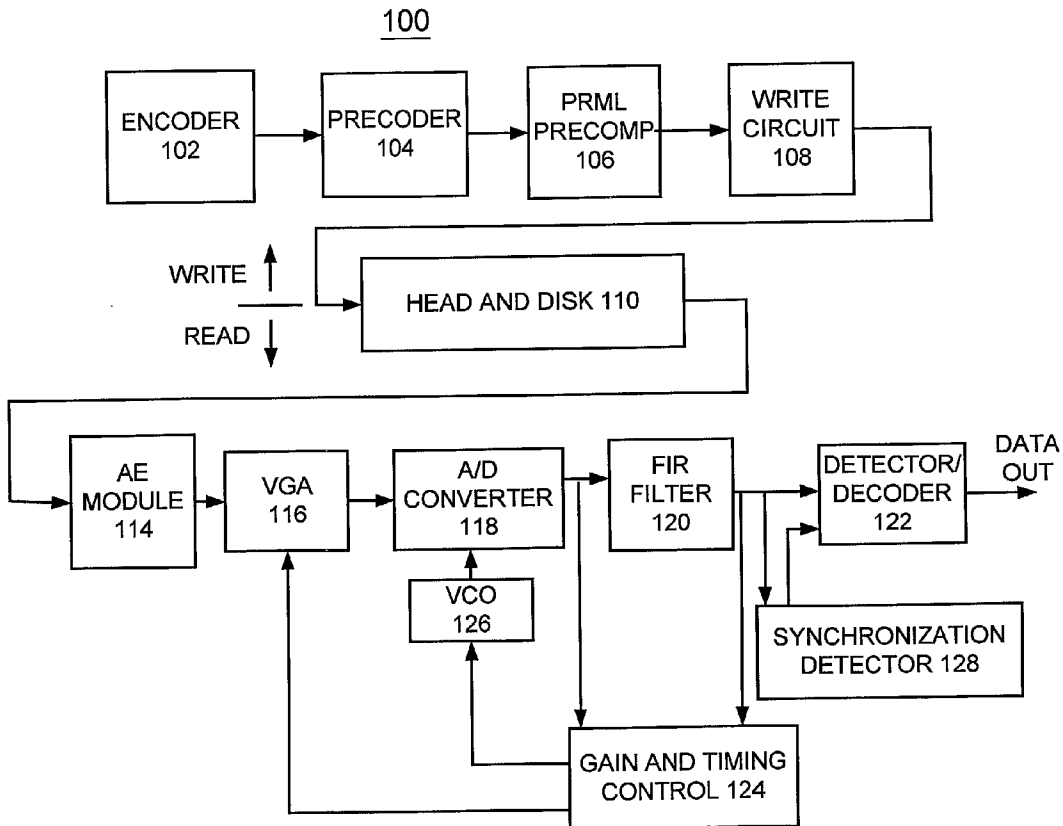 100
ENCODER
102
PRECODER
104
PRML
PRECOMP
106
WRITE
CIRCUIT
108
WRITE
READ
HEAD AND DISK 110
AE
MODULE
114
VGA
116
A/D
CONVERTER
118
FIR
FILTER
120
DETECTOR/
DECODER
122
DATA
OUT
VCO
126
SYNCHRONIZATION
DETECTOR 128
GAIN AND TIMING
CONTROL 124